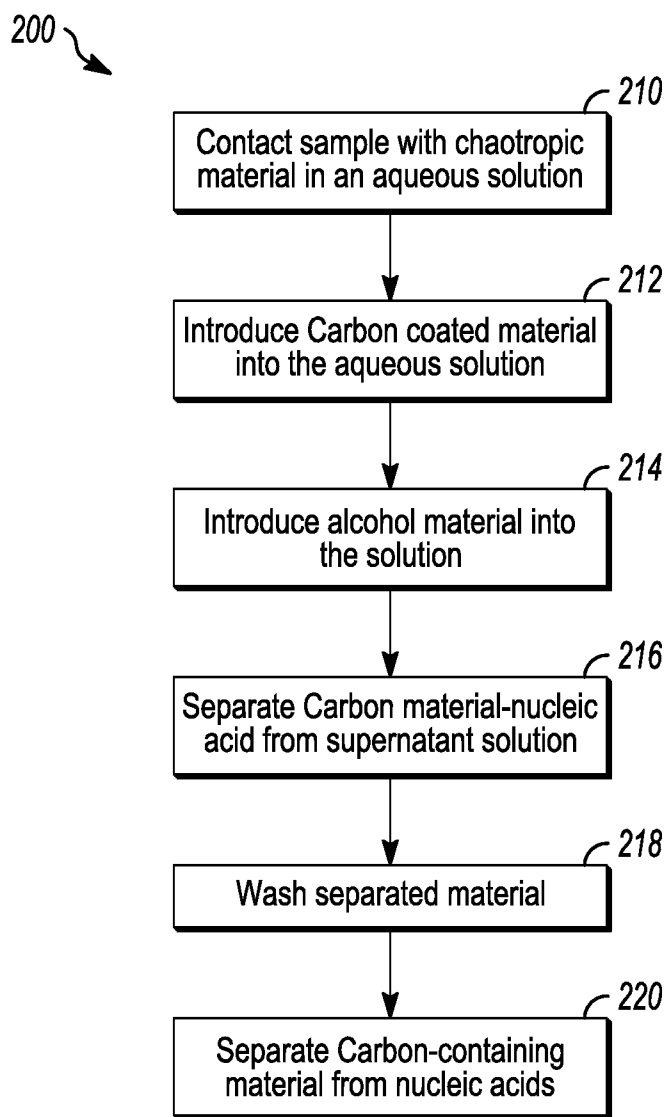 200
210
Contact sample with chaotropic
material in an aqueous solution
212
Introduce Carbon coated material
into the aqueous solution
214
Introduce alcohol material into
the solution
216
Separate Carbon material-nucleic
acid from supernatant solution
218
Wash separated material
220
Separate Carbon-containing
material from nucleic acids